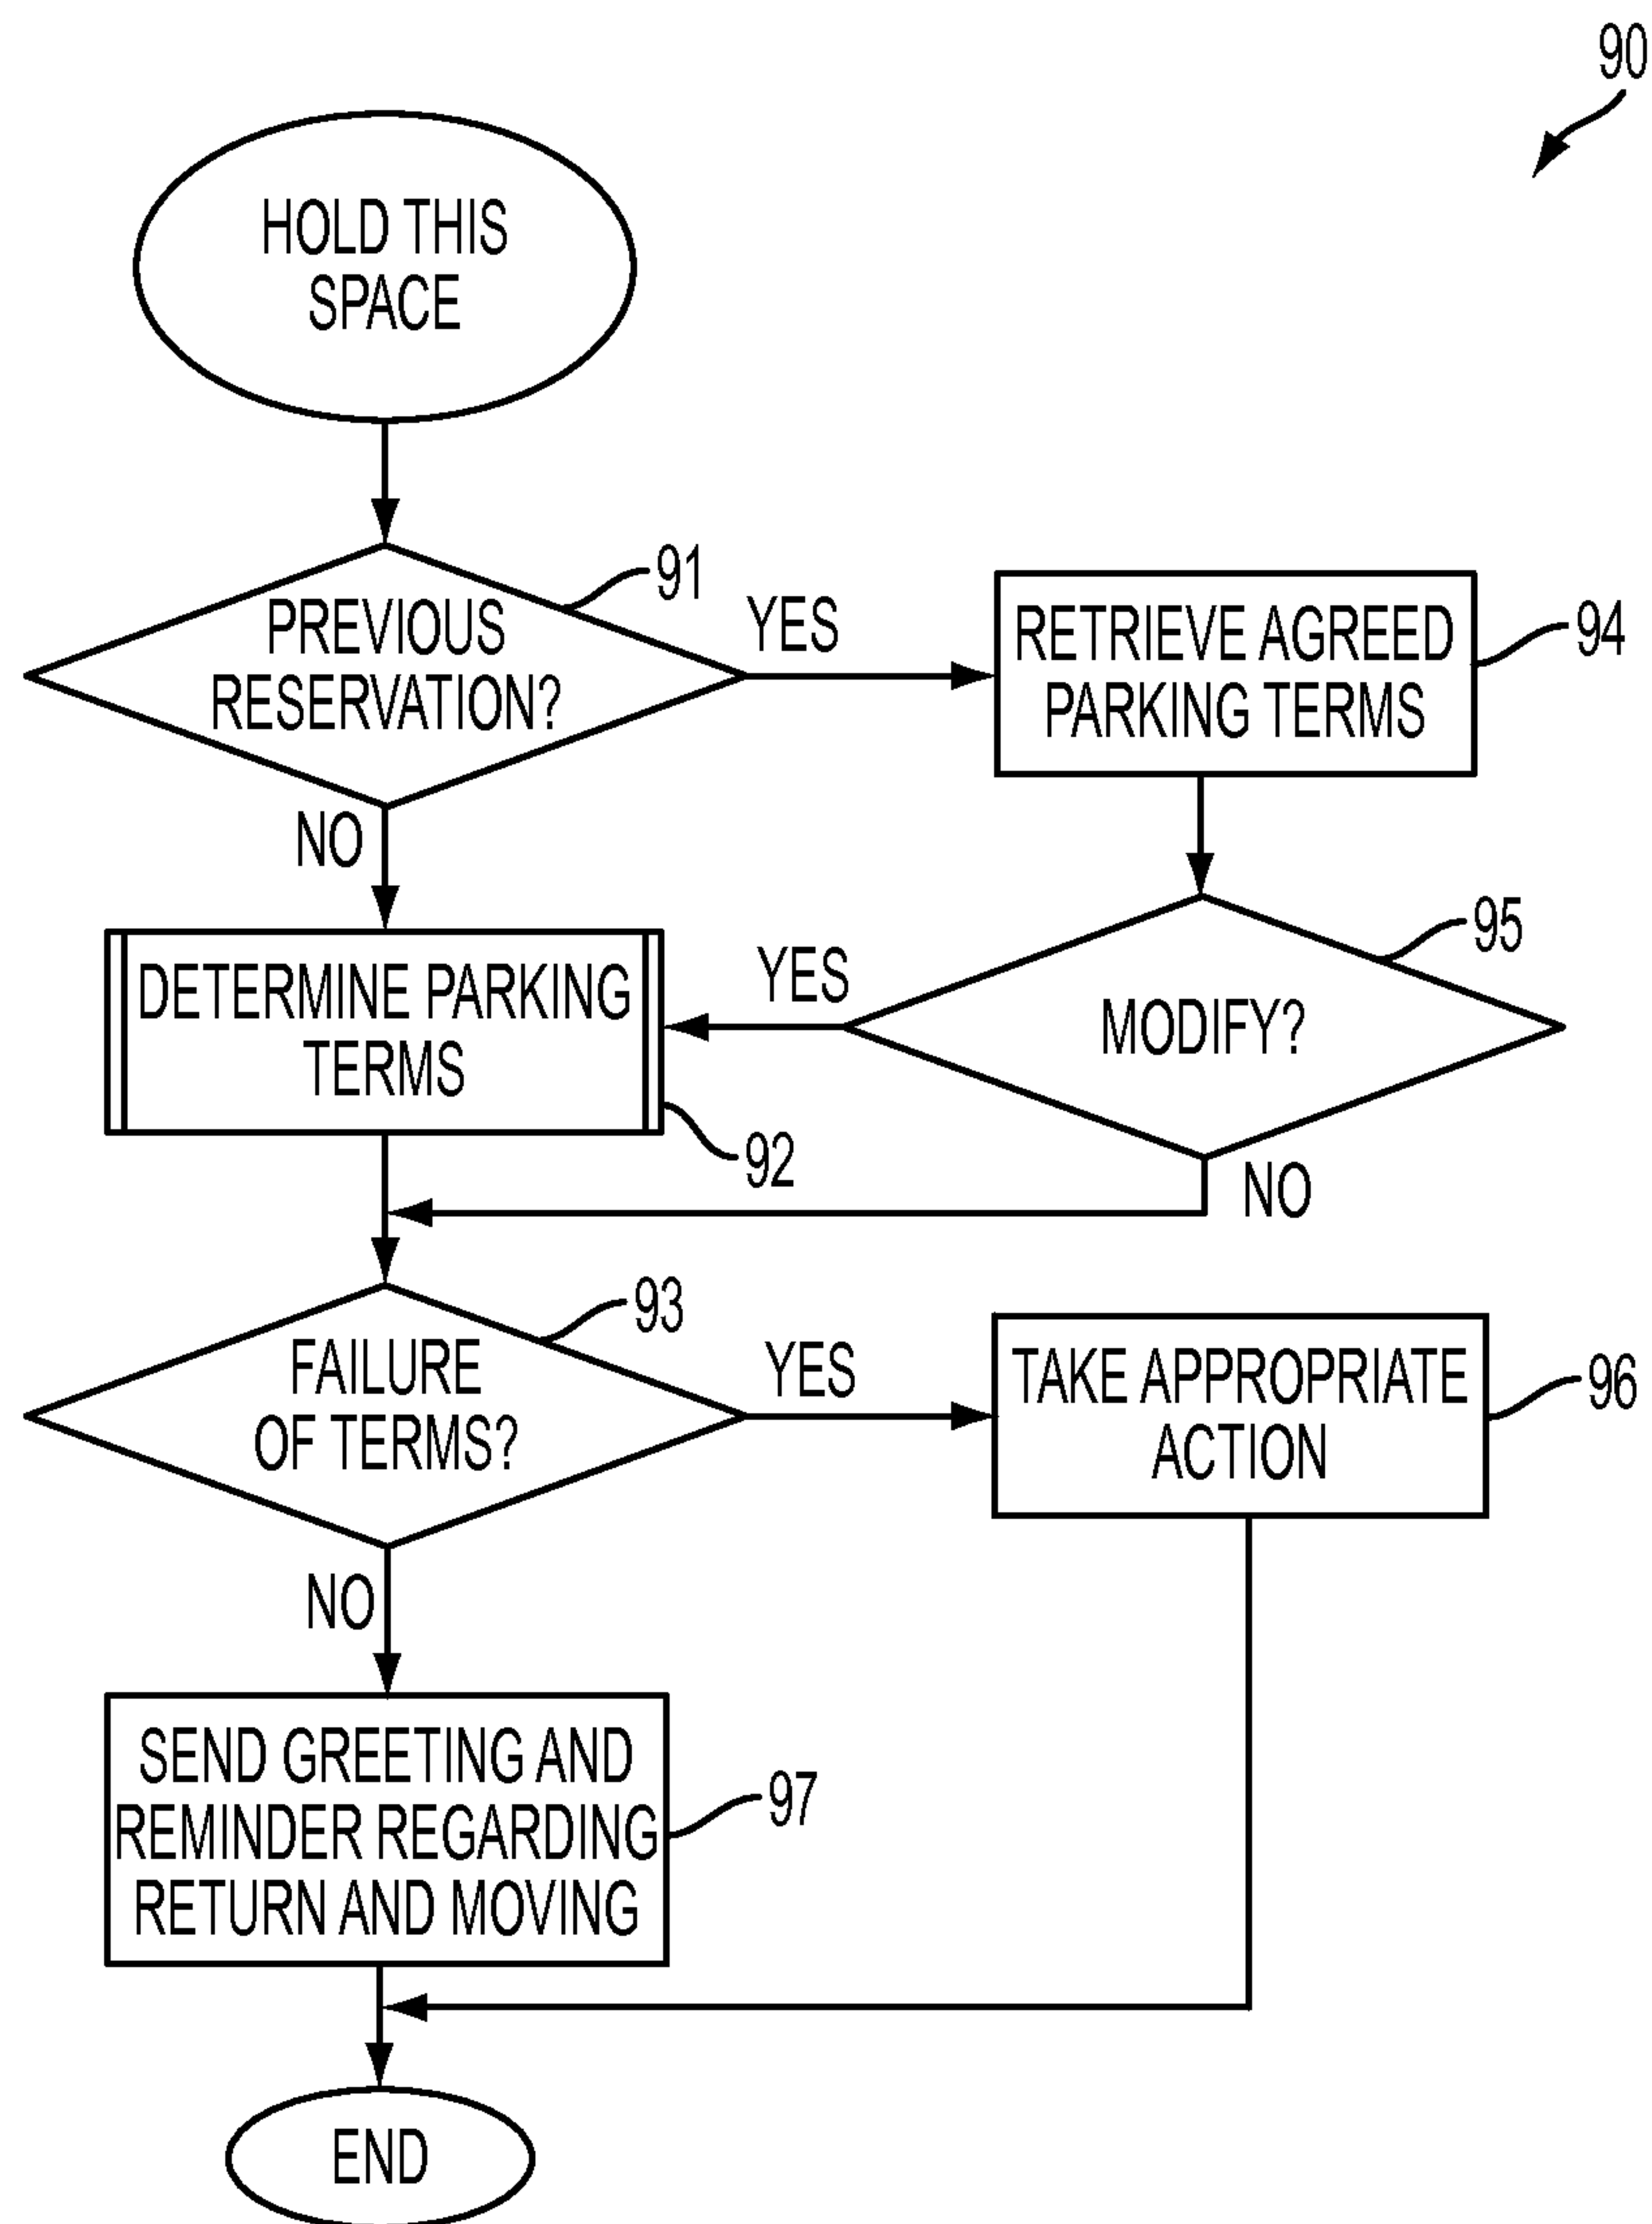 90
HOLD THIS
SPACE
91
PREVIOUS
RESERVATION?
YES
RETRIEVE AGREED
PARKING TERMS
94
NO
95
MODIFY?
YES
DETERMINE PARKING
TERMS
92
NO
93
FAILURE
OF TERMS?
YES
TAKE APPROPRIATE
ACTION
96
NO
SEND GREETING AND
REMINDER REGARDING
RETURN AND MOVING
97
END